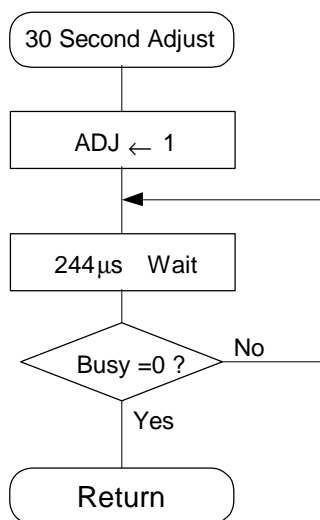 30 Second Adjust
ADJ ← 1
244μs Wait
Busy =0 ?
No
Yes
Return